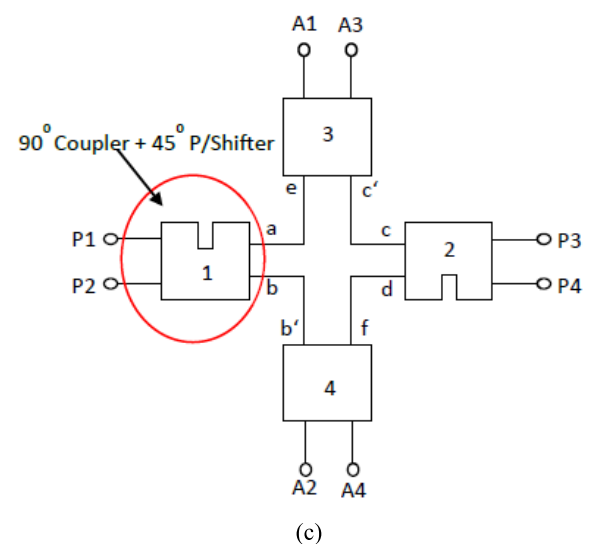 A1 A3
90° Coupler + 45° P/Shifter
3
e c'
P1 a c P3
1 2
P2 b d P4
b' f
4
A2 A4
(c)